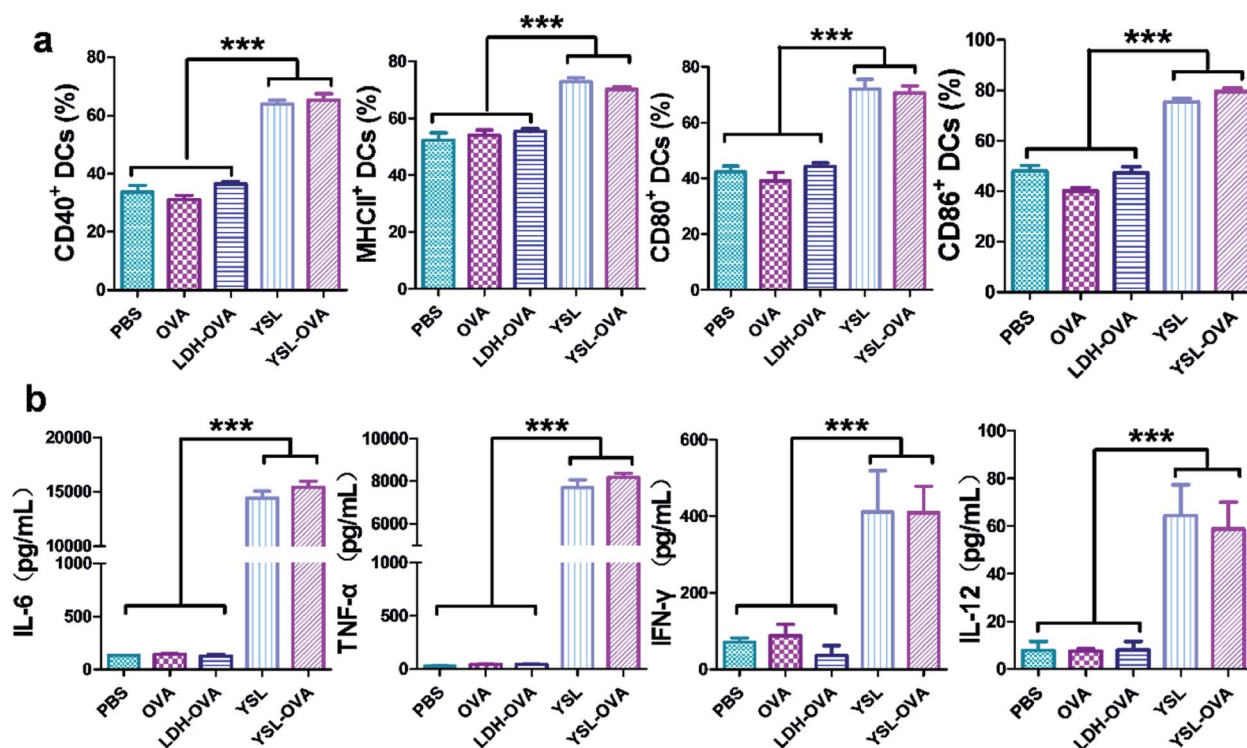 a
***
CD40+ DCs (%)
80
60
40
20
0
PBS
OVA
LDH-OVA
YSL
YSL-OVA
***
MHCII+ DCs (%)
80
60
40
20
0
PBS
OVA
LDH-OVA
YSL
YSL-OVA
***
CD80+ DCs (%)
80
60
40
20
0
PBS
OVA
LDH-OVA
YSL
YSL-OVA
***
CD86+ DCs (%)
100
80
60
40
20
0
PBS
OVA
LDH-OVA
YSL
YSL-OVA
b
***
IL-6 (pg/mL)
20000
15000
10000
1000
500
0
PBS
OVA
LDH-OVA
YSL
YSL-OVA
***
TNF-α (pg/mL)
10000
8000
6000
1000
500
0
PBS
OVA
LDH-OVA
YSL
YSL-OVA
***
IFN-γ (pg/mL)
600
400
200
0
PBS
OVA
LDH-OVA
YSL
YSL-OVA
***
IL-12 (pg/mL)
100
80
60
40
20
0
PBS
OVA
LDH-OVA
YSL
YSL-OVA